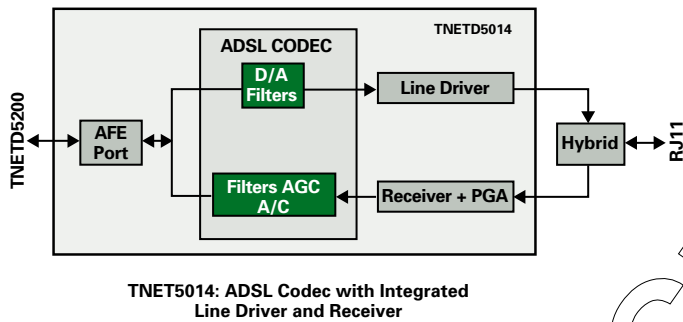 TNETD5014
ADSL CODEC
D/A
Filters
Line Driver
TNETD5200
AFE
Port
Hybrid
RJ11
Filters AGC
A/C
Receiver + PGA
TNET5014: ADSL Codec with Integrated
Line Driver and Receiver